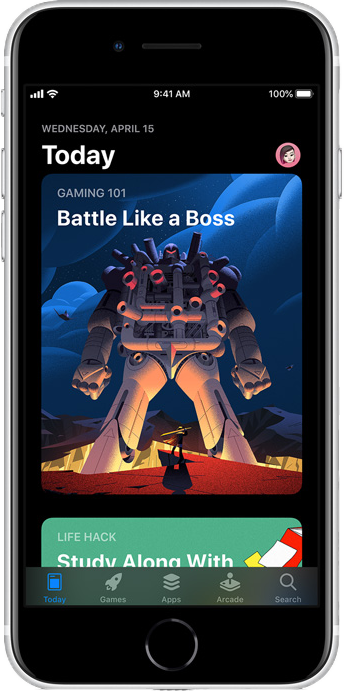 9:41 AM
100%
WEDNESDAY, APRIL 15
Today
GAMING 101
Battle Like a Boss
LIFE HACK
Study Along With
Today
Games
Apps
Arcade
Search